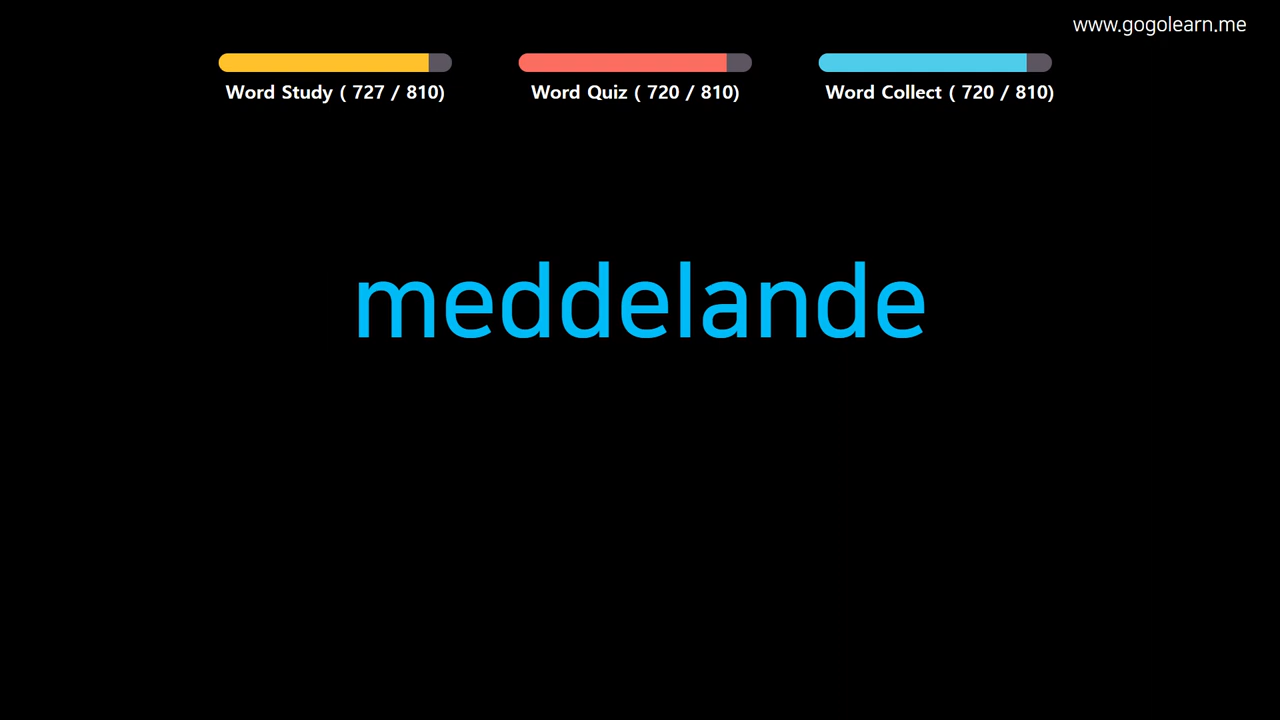 www.gogolearn.me
Word Study ( 727 / 810)
Word Quiz ( 720 / 810)
Word Collect ( 720 / 810)
meddelande